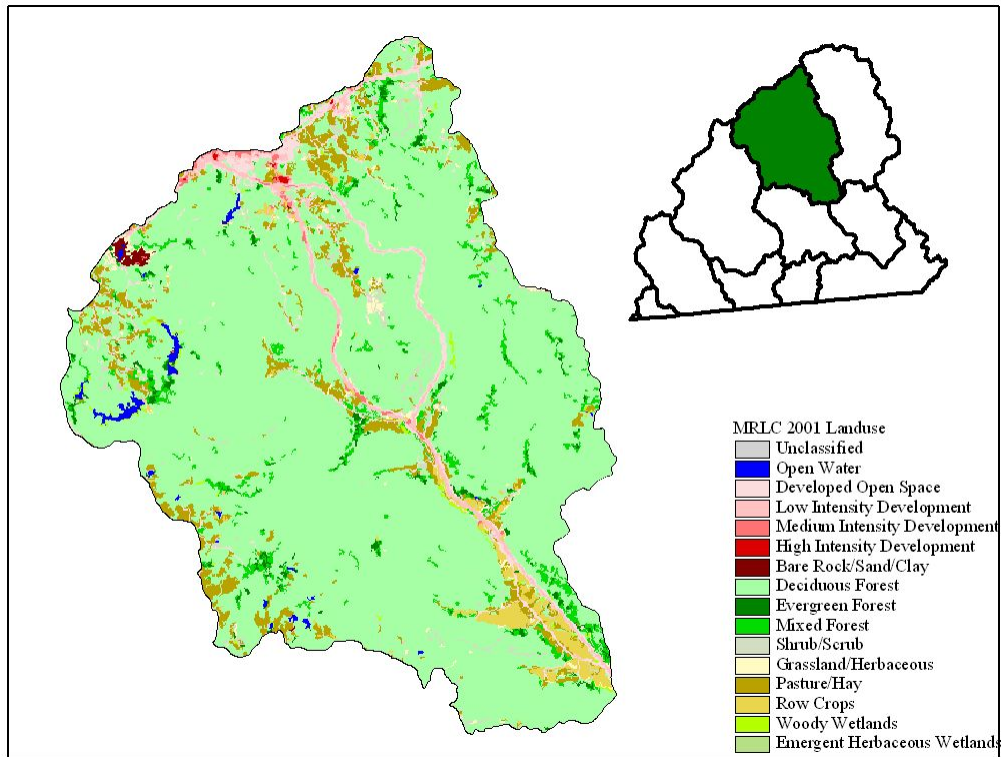 MRLC 2001 Landuse
Unclassified
Open Water
Developed Open Space
Low Intensity Development
Medium Intensity Development
High Intensity Development
Bare Rock/Sand/Clay
Deciduous Forest
Evergreen Forest
Mixed Forest
Shrub/Scrub
Grassland/Herbaceous
Pasture/Hay
Row Crops
Woody Wetlands
Emergent Herbaceous Wetlands